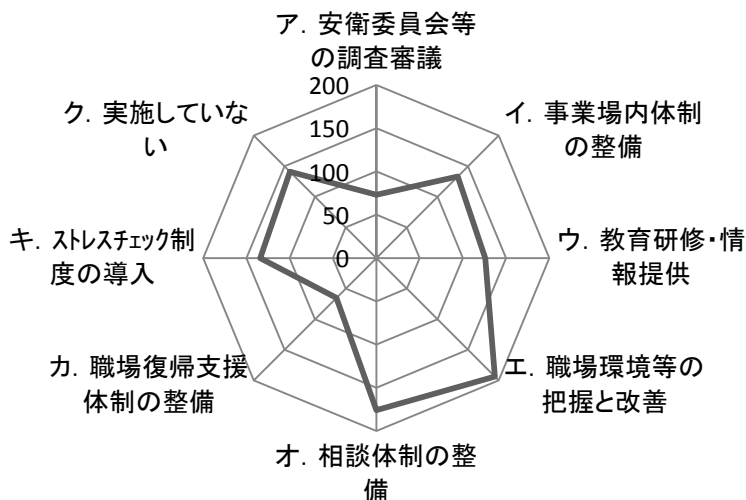 ア. 安衛委員会等
の調査審議
イ. 事業場内体制
の整備
ウ. 教育研修・情
報提供
エ. 職場環境等の
把握と改善
オ. 相談体制の整
備
カ. 職場復帰支援
体制の整備
キ. ストレスチェック制
度の導入
ク. 実施していな
い
200
150
100
50
0